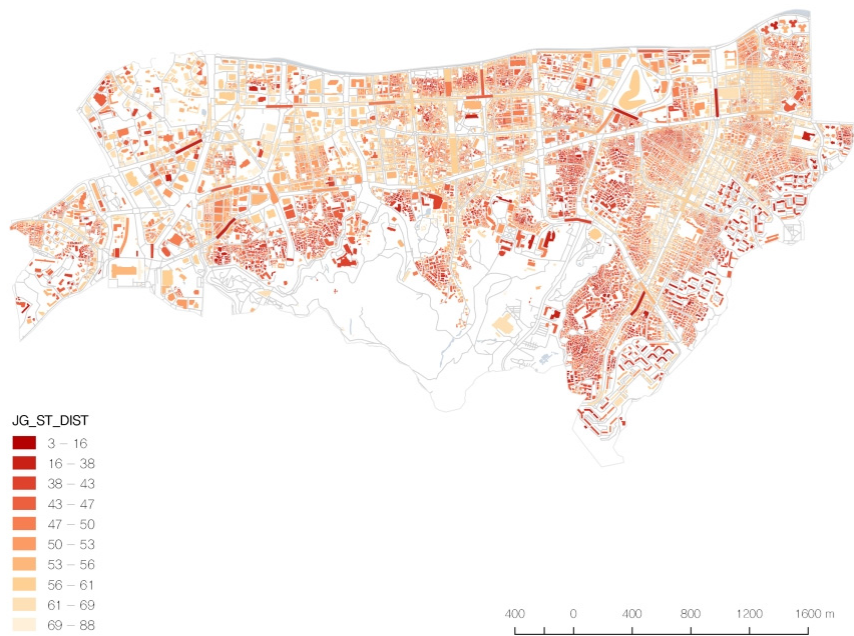 JG_ST_DIST
3 – 16
16 – 38
38 – 43
43 – 47
47 – 50
50 – 53
53 – 56
56 – 61
61 – 69
69 – 88
400 0 400 800 1200 1600 m